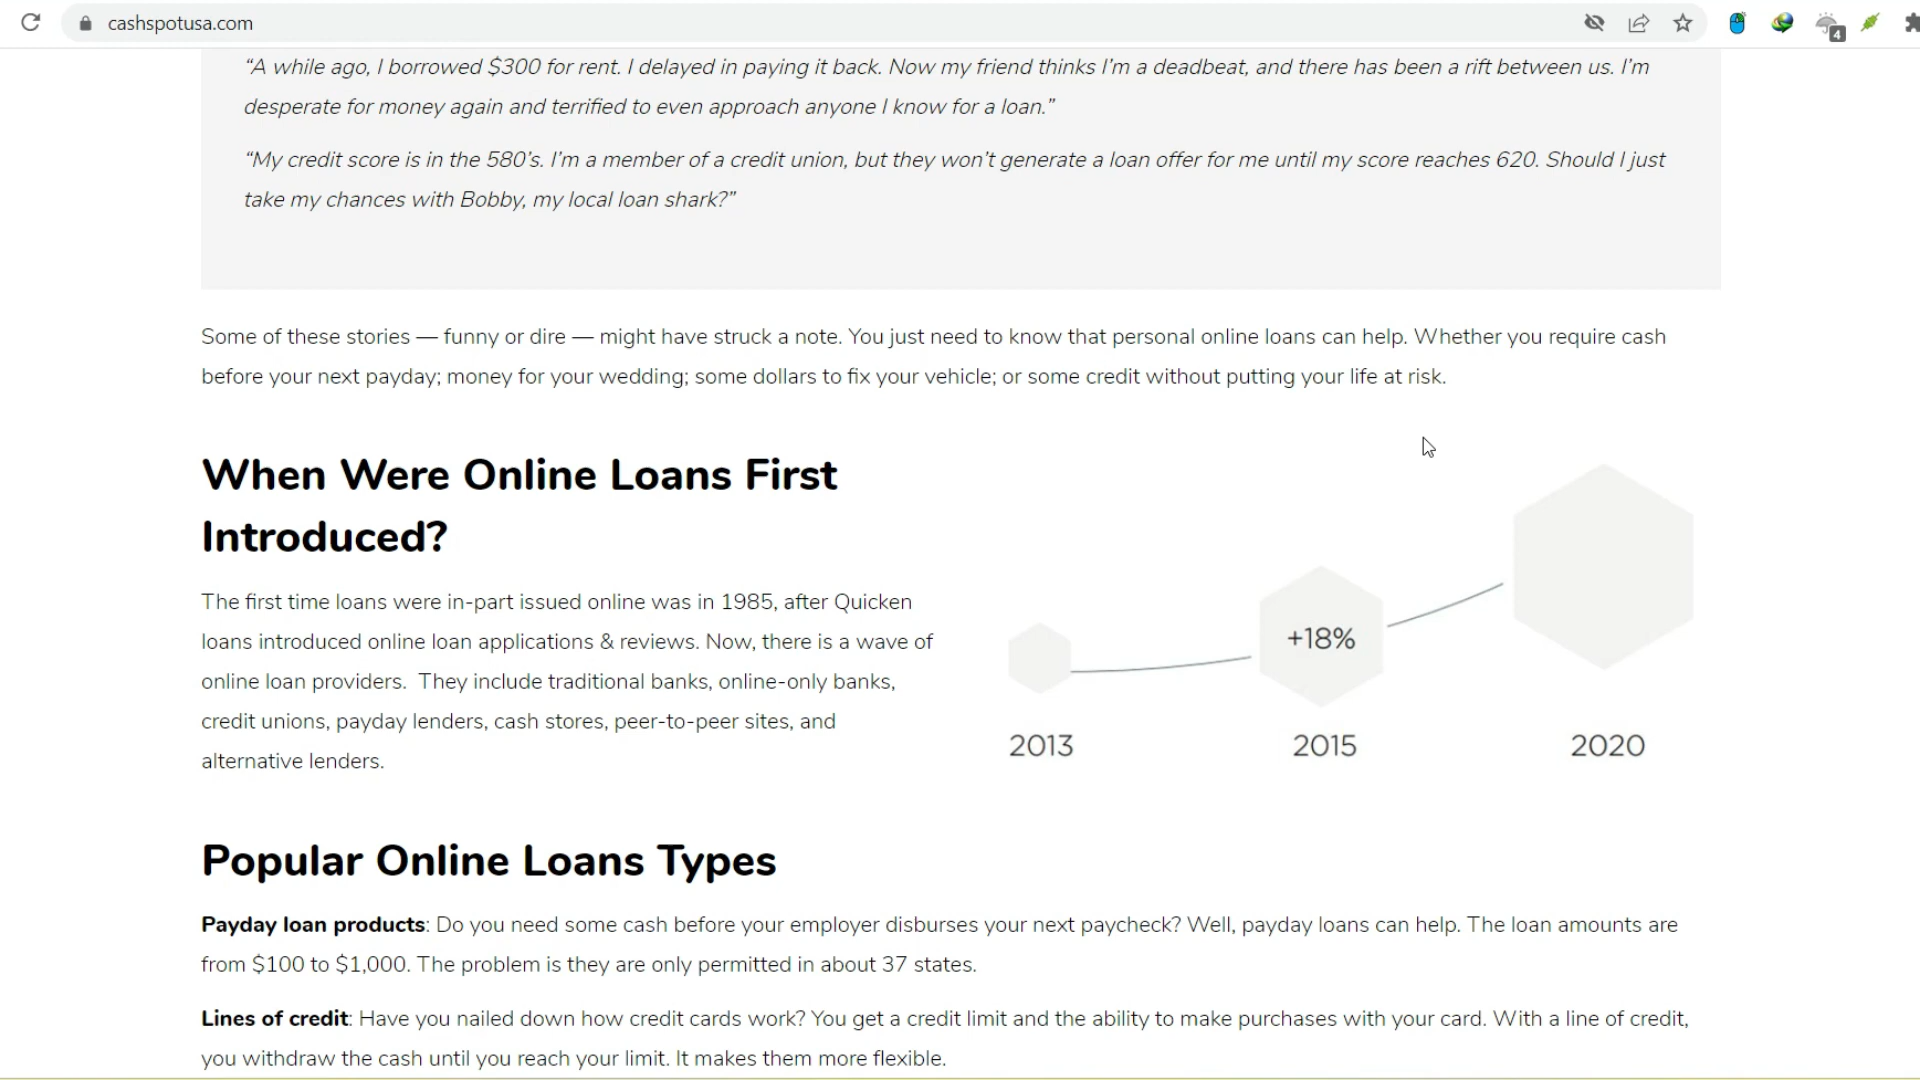 cashspotusa.com
4
“A while ago, I borrowed $300 for rent. I delayed in paying it back. Now my friend thinks I’m a deadbeat, and there has been a rift between us. I’m
desperate for money again and terrified to even approach anyone I know for a loan.”
“My credit score is in the 580’s. I’m a member of a credit union, but they won’t generate a loan offer for me until my score reaches 620. Should I just
take my chances with Bobby, my local loan shark?”
Some of these stories — funny or dire — might have struck a note. You just need to know that personal online loans can help. Whether you require cash
before your next payday; money for your wedding; some dollars to fix your vehicle; or some credit without putting your life at risk.
When Were Online Loans First
Introduced?
The first time loans were in-part issued online was in 1985, after Quicken
loans introduced online loan applications & reviews. Now, there is a wave of
online loan providers.  They include traditional banks, online-only banks,
credit unions, payday lenders, cash stores, peer-to-peer sites, and
alternative lenders.
+18%
2013
2015
2020
Popular Online Loans Types
Payday loan products: Do you need some cash before your employer disburses your next paycheck? Well, payday loans can help. The loan amounts are
from $100 to $1,000. The problem is they are only permitted in about 37 states.
Lines of credit: Have you nailed down how credit cards work? You get a credit limit and the ability to make purchases with your card. With a line of credit,
you withdraw the cash until you reach your limit. It makes them more flexible.